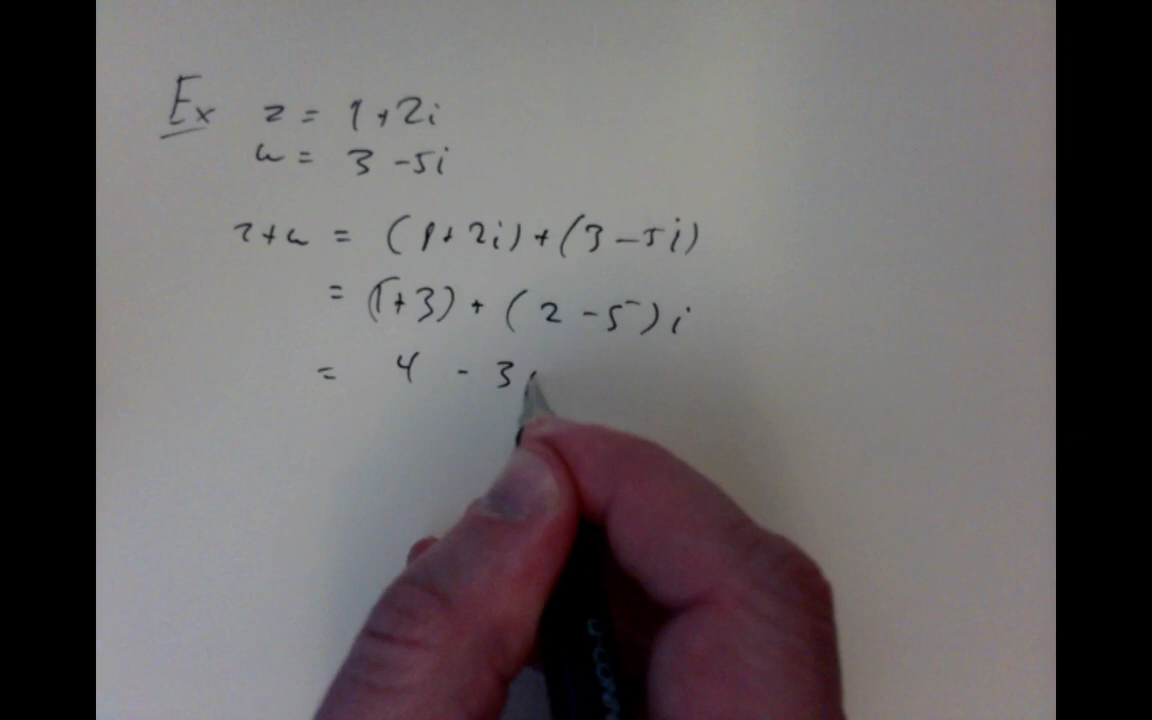 Ex z = 1 + 2i
w = 3 - 5i
z + w = (1 + 2i) + (3 - 5i)
= (1 + 3) + (2 - 5) i
= 4 - 3